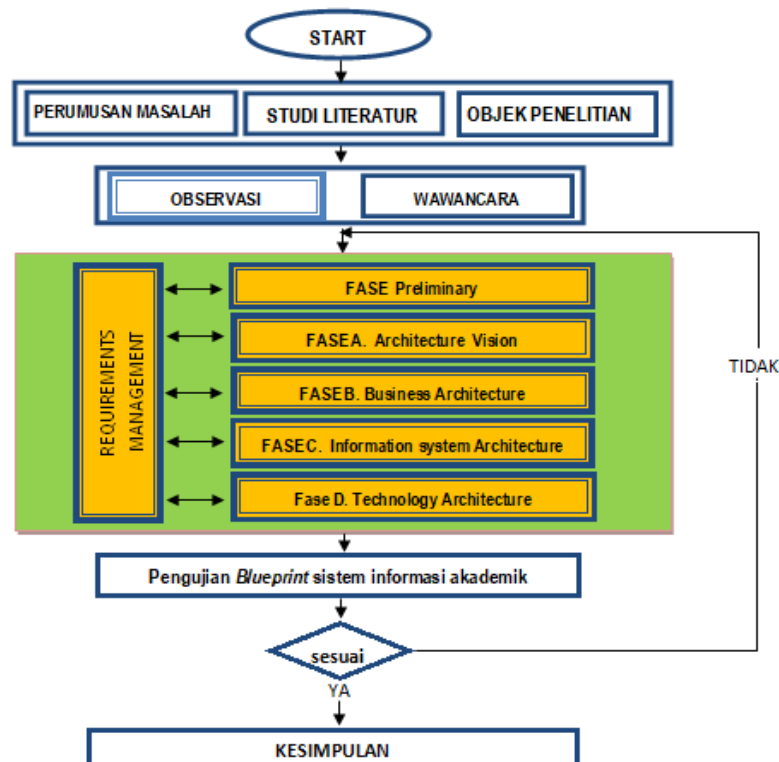 START
PERUMUSAN MASALAH
STUDI LITERATUR
OBJEK PENELITIAN
OBSERVASI
WAWANCARA
REQUIREMENTS
MANAGEMENT
FASE Preliminary
FASEA. Architecture Vision
FASEB. Business Architecture
FASEC. Information system Architecture
Fase D. Technology Architecture
TIDAK
Pengujian Blueprint sistem informasi akademik
sesuai
YA
KESIMPULAN